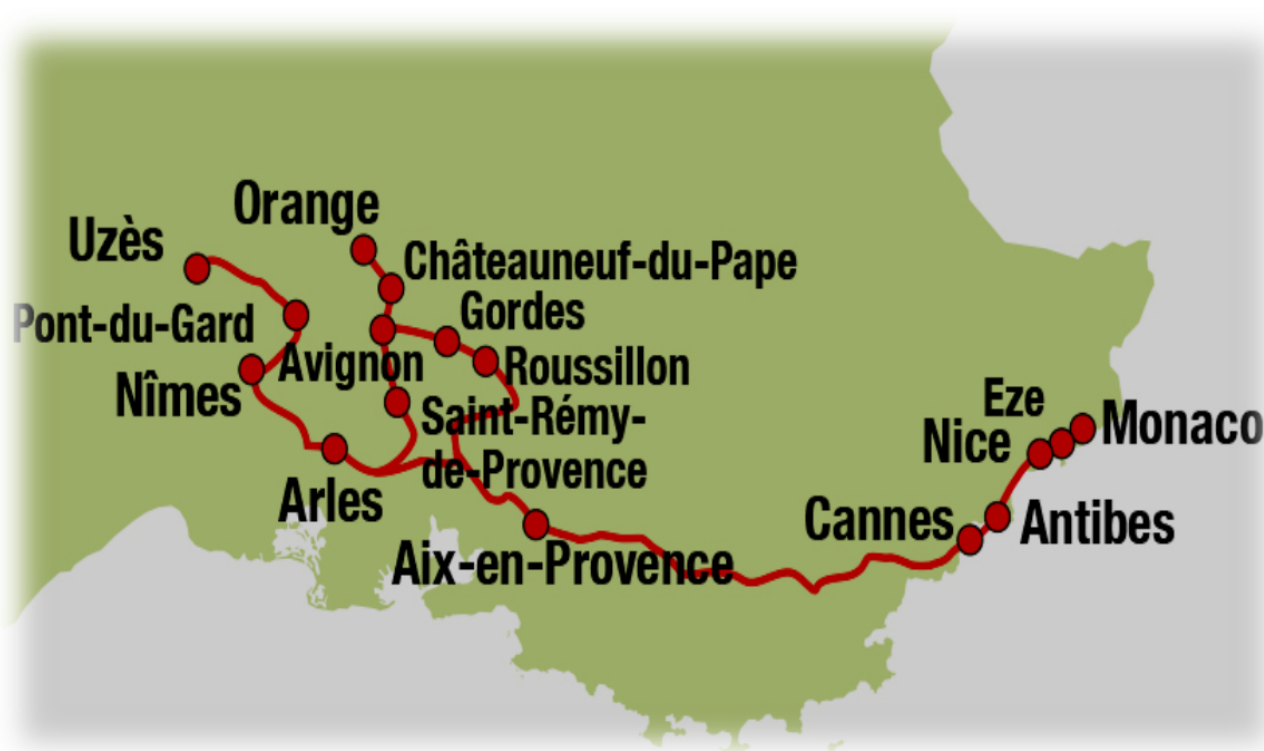 Orange
Uzès
Châteauneuf-du-Pape
Gordes
Pont-du-Gard
Avignon
Roussillon
Nîmes
Saint-Rémy-
de-Provence
Eze
Monaco
Nice
Arles
Cannes
Antibes
Aix-en-Provence